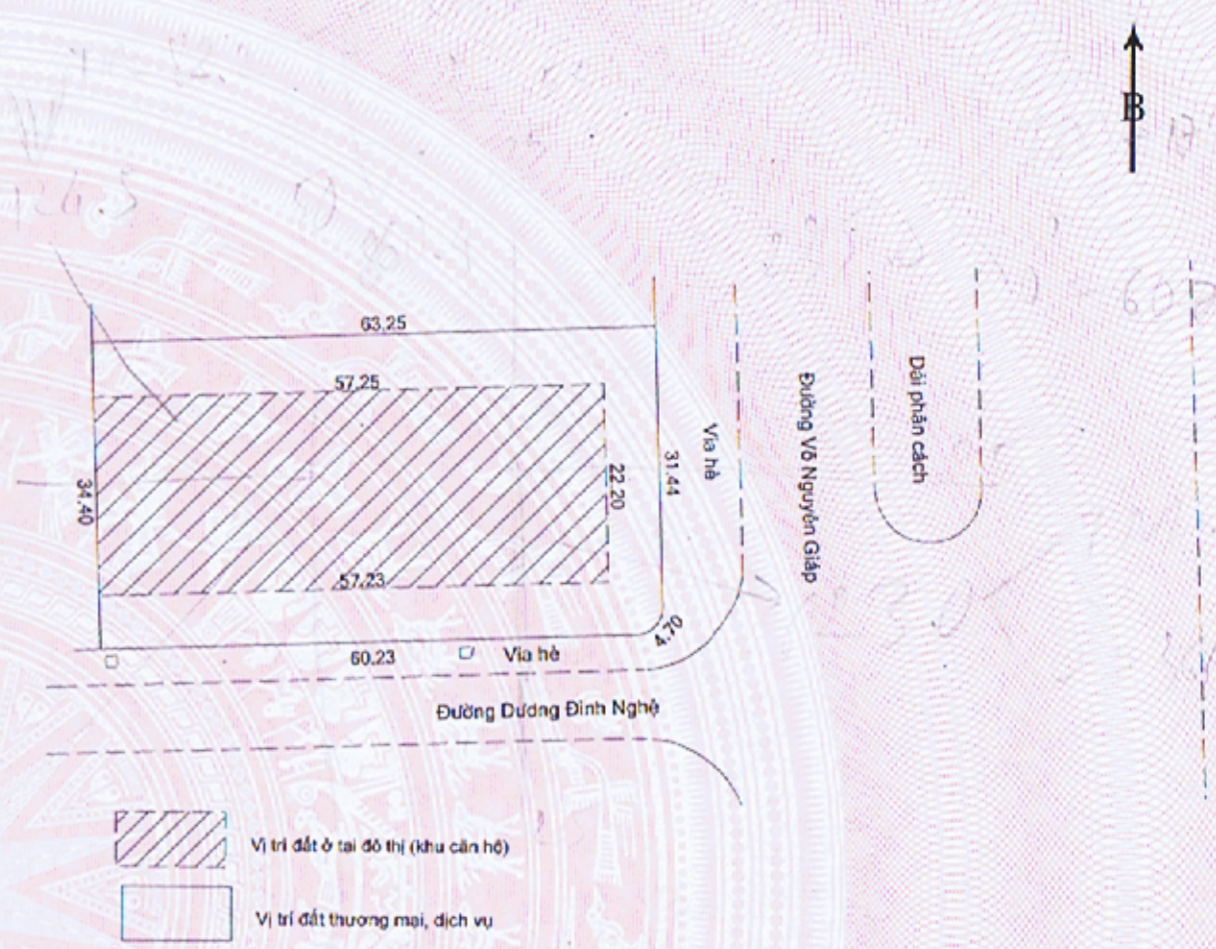 B
63,25
57,25
34,40
22,20
31,44
Vỉa hè
Đường Võ Nguyên Giáp
Dải phân cách
57,23
4,70
60,23
Vỉa hè
Đường Dương Đình Nghệ
Vị trí đất ở tại đô thị (khu căn hộ)
Vị trí đất thương mại, dịch vụ